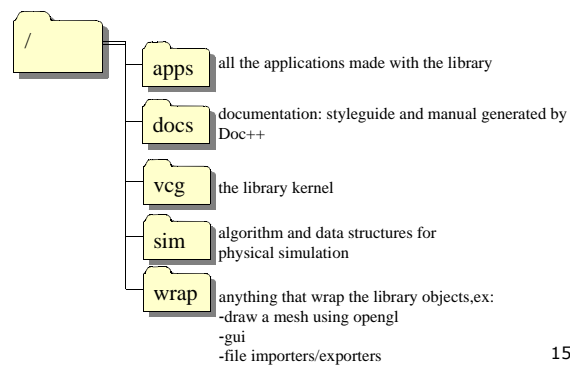 /
apps
all the applications made with the library
docs
documentation: styleguide and manual generated by
Doc++
vcg
the library kernel
sim
algorithm and data structures for
physical simulation
wrap
anything that wrap the library objects,ex:
-draw a mesh using opengl
-gui
-file importers/exporters
15